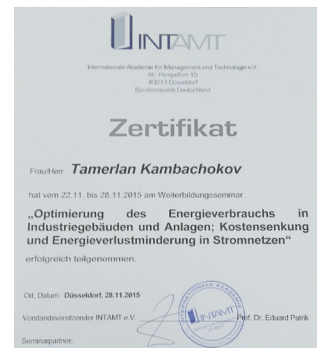 INTAMT
Internationale Akademie für Management und Technologie e.V.
Alt- Pempelfort 15
40211 Düsseldorf
Bundesrepublik Deutschland
Zertifikat
Frau/Herr Tamerlan Kambachokov
hat vom 22.11. bis 28.11.2015 am Weiterbildungsseminar
„Optimierung des Energieverbrauchs in
Industriegebäuden und Anlagen; Kostensenkung
und Energieverlustminderung in Stromnetzen“
erfolgreich teilgenommen.
Ort, Datum: Düsseldorf, 28.11.2015
Vorstandsvorsitzender INTAMT e.V. Prof. Dr. Eduard Patrik
Seminarpartner:
INTAMT